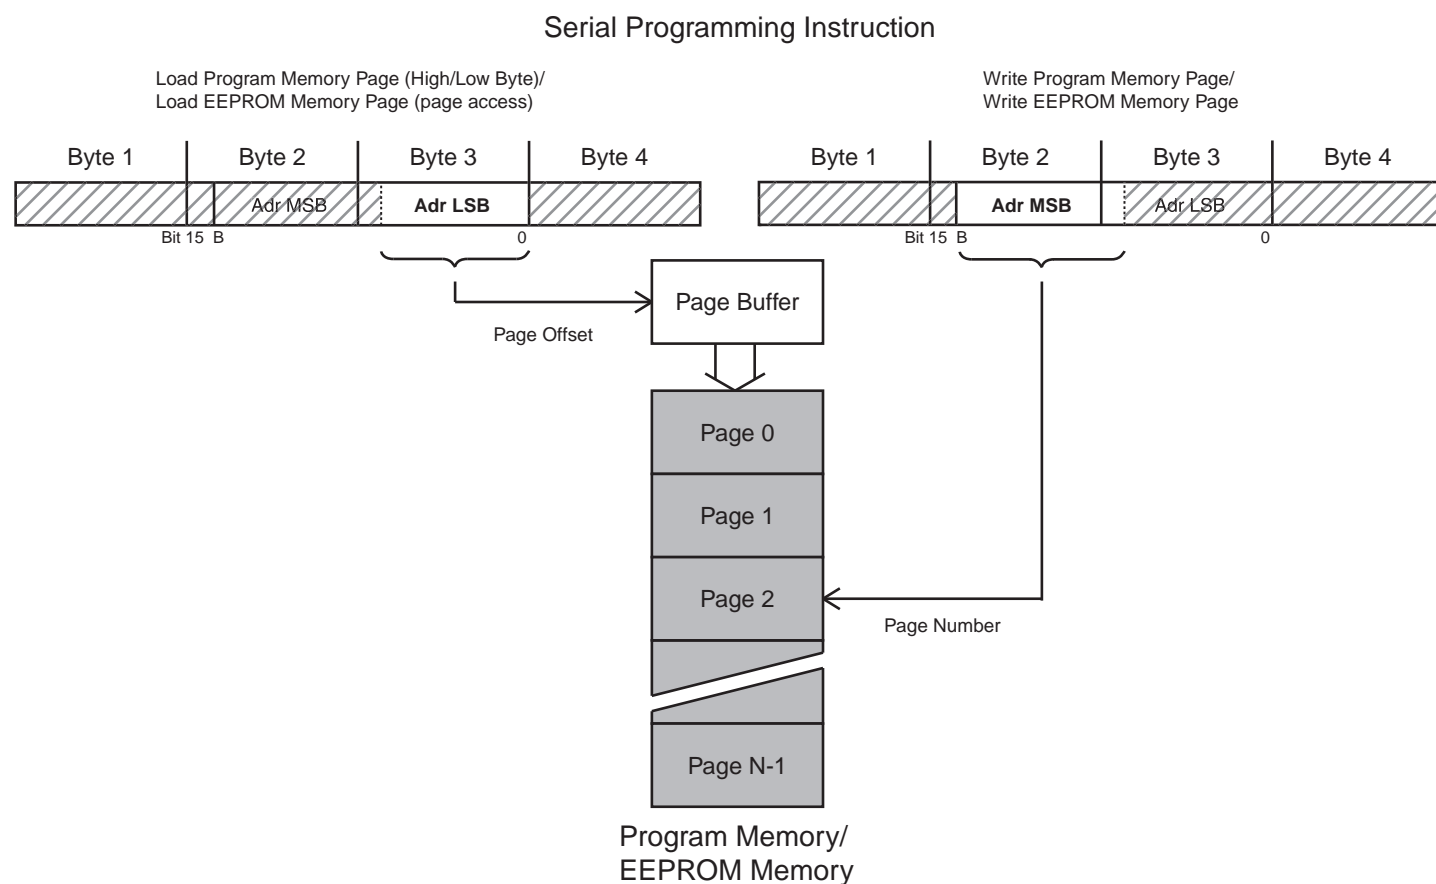 Serial Programming Instruction
Load Program Memory Page (High/Low Byte)/
Load EEPROM Memory Page (page access)
Write Program Memory Page/
Write EEPROM Memory Page
Byte 1 Byte 2 Byte 3 Byte 4
Byte 1 Byte 2 Byte 3 Byte 4
Adr MSB Adr LSB
Adr MSB Adr LSB
Bit 15 B 0
Bit 15 B 0
Page Buffer
Page Offset
Page 0
Page 1
Page 2
Page Number
Page N-1
Program Memory/
EEPROM Memory